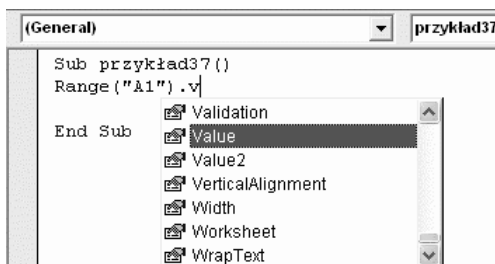 (General) przykład37
Sub przykład37()
Range("A1").v
End Sub
Validation
Value
Value2
VerticalAlignment
Width
Worksheet
WrapText